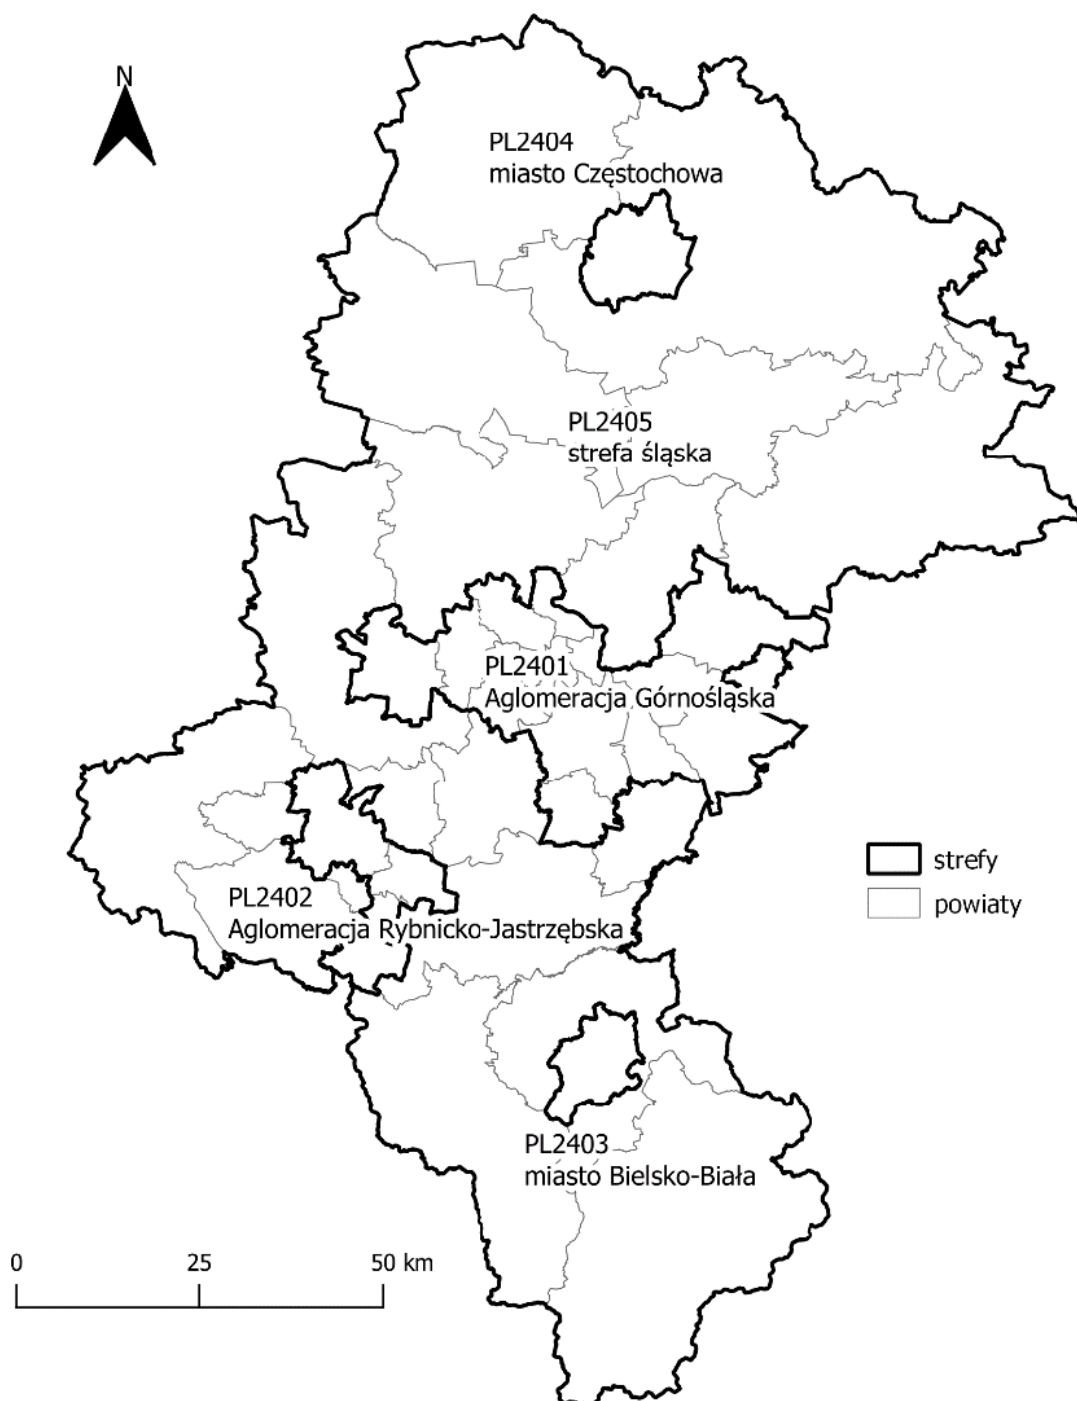 N
PL2404
miasto Częstochowa
PL2405
strefa śląska
PL2401
Aglomeracja Górnośląska
strefy
powiaty
PL2402
Aglomeracja Rybnicko-Jastrzębska
PL2403
miasto Bielsko-Biała
0 25 50 km